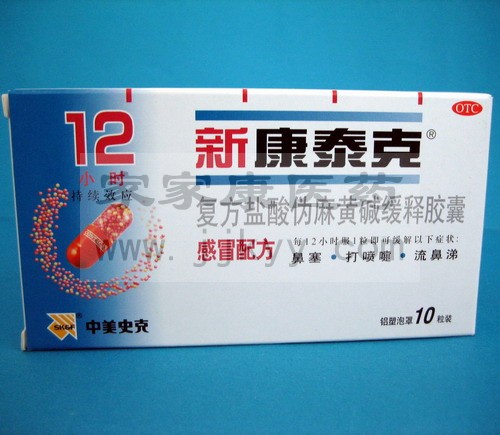 OTC
12
小时
持续效应
新康泰克®
复方盐酸伪麻黄碱缓释胶囊
感冒配方
每12小时服1粒即可缓解以下症状:
鼻塞·打喷嚏·流鼻涕
SK&F®
中美史克
铝塑泡罩10粒装